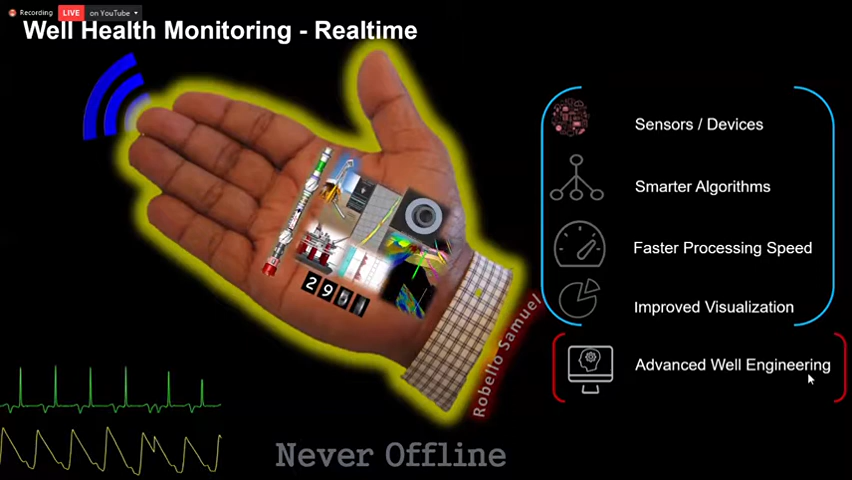 Recording LIVE on YouTube
Well Health Monitoring - Realtime
Sensors / Devices
Smarter Algorithms
Faster Processing Speed
Improved Visualization
Advanced Well Engineering
29
Robello Samuel
Never Offline